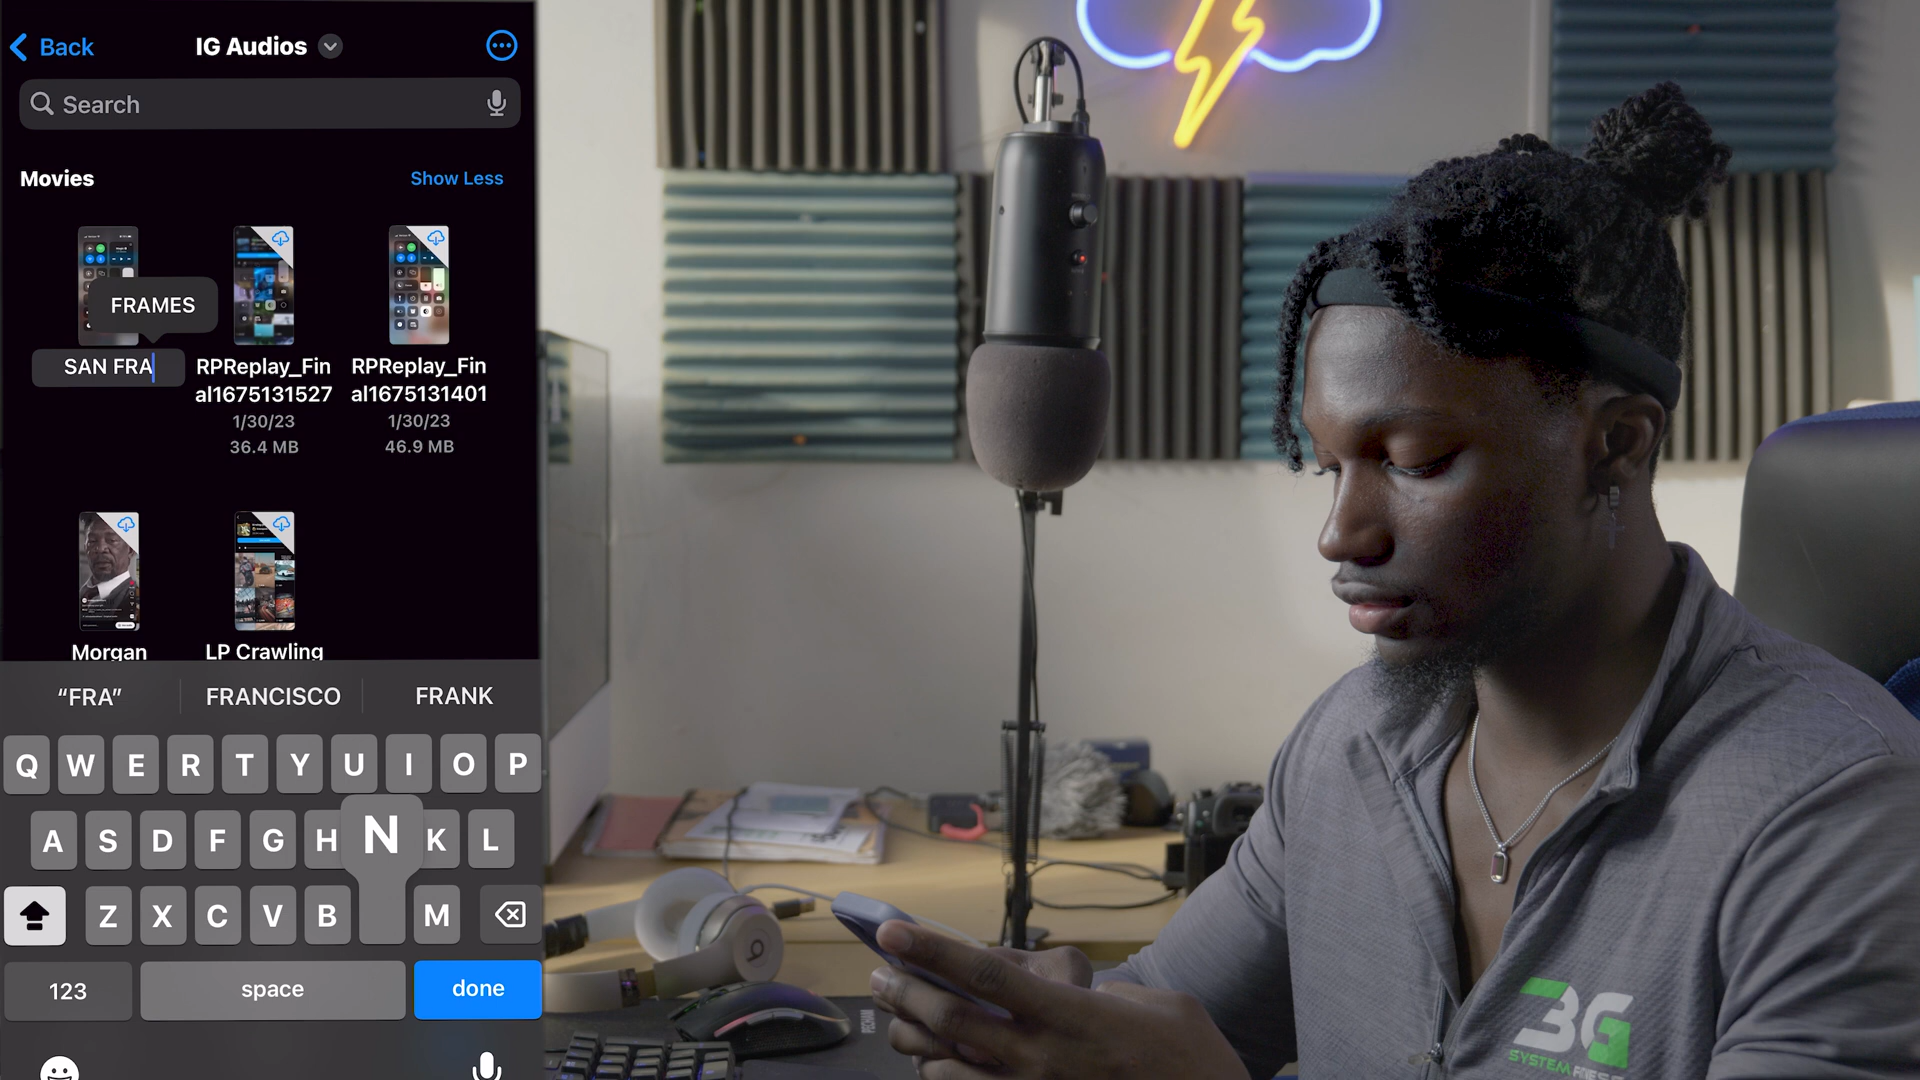 Back
IG Audios
Search
Movies
Show Less
FRAMES
SAN FRA
RPReplay_Fin
al1675131527
1/30/23
36.4 MB
RPReplay_Fin
al1675131401
1/30/23
46.9 MB
Morgan
LP Crawling
“FRA”
FRANCISCO
FRANK
Q W E R T Y U I O P
A S D F G H N K L
Z X C V B M
123
space
done
3G
SYSTEM